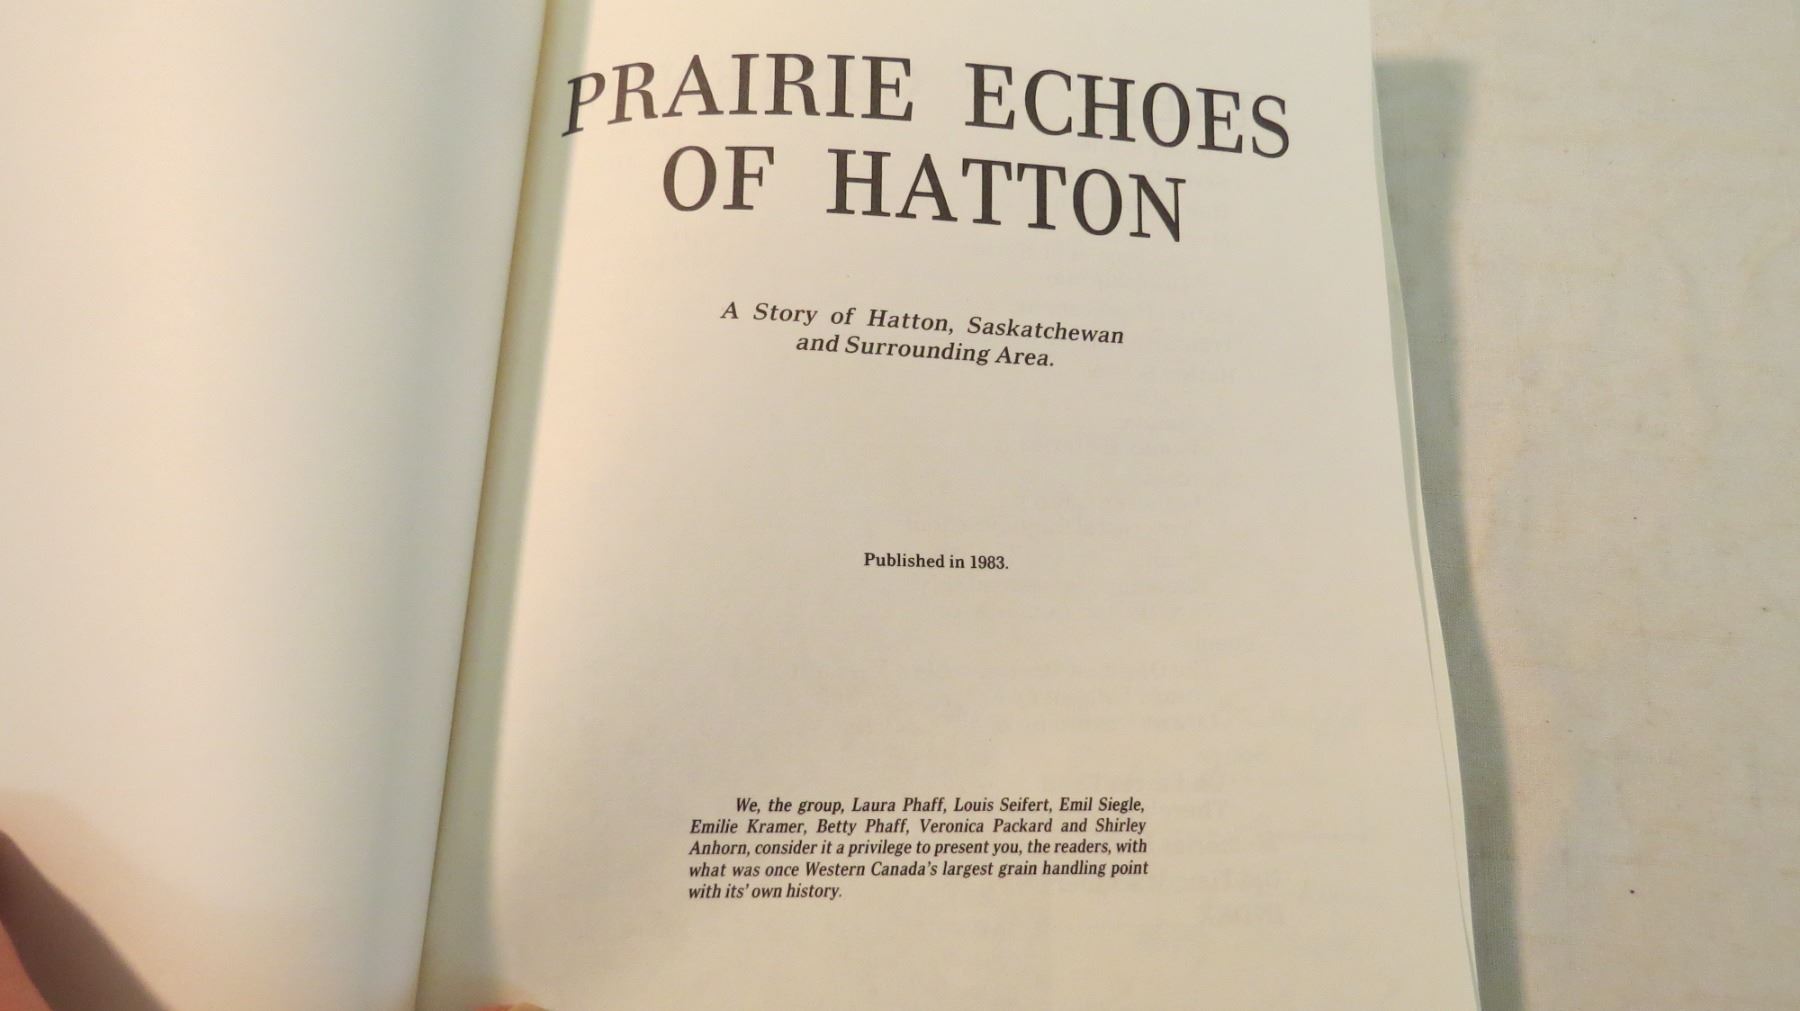 PRAIRIE ECHOES
OF HATTON
A Story of Hatton, Saskatchewan
and Surrounding Area.
Published in 1983.
We, the group, Laura Phaff, Louis Seifert, Emil Siegle,
Emilie Kramer, Betty Phaff, Veronica Packard and Shirley
Anhorn, consider it a privilege to present you, the readers, with
what was once Western Canada's largest grain handling point
with its' own history.